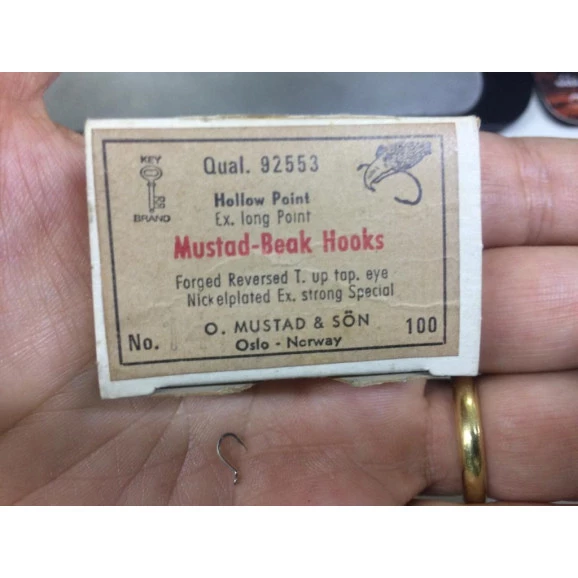 KEY
BRAND
Qual. 92553
Hollow Point
Ex. long Point
Mustad-Beak Hooks
Forged Reversed T. up tap. eye
Nickelplated Ex. strong Special
O. MUSTAD & SÖN
Oslo - Norway
No.
100